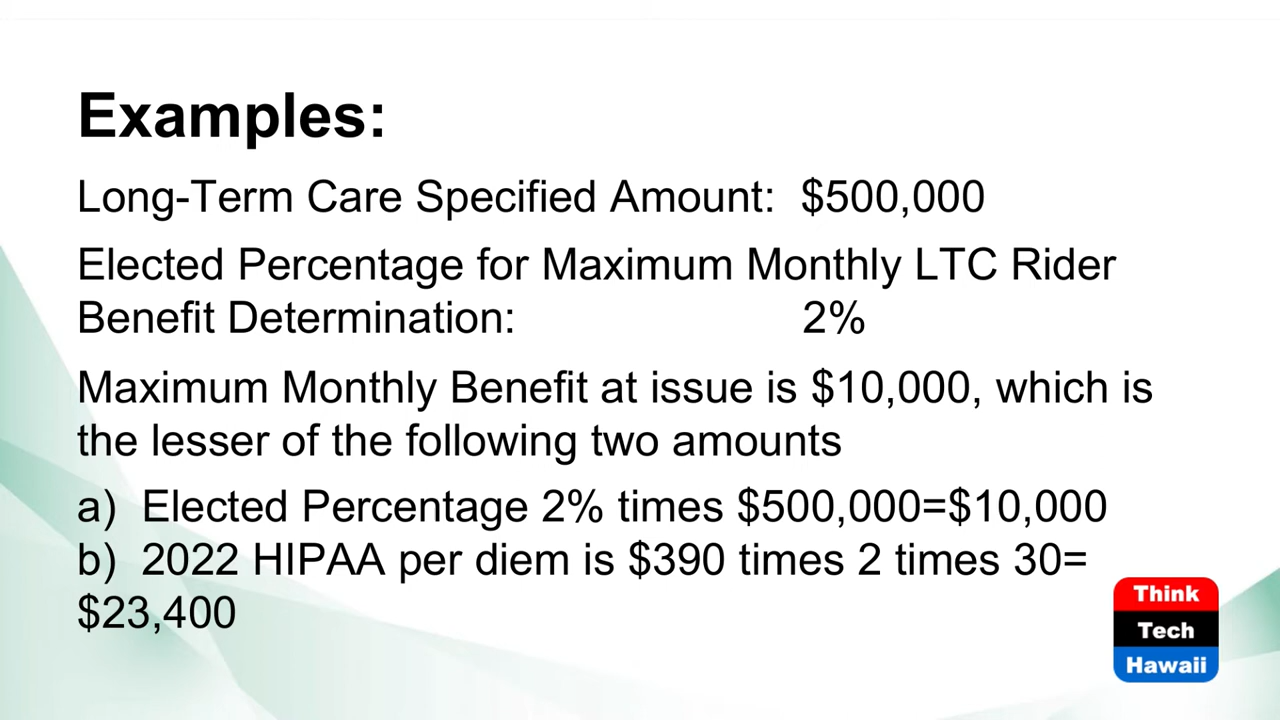 Examples:
Long-Term Care Specified Amount: $500,000
Elected Percentage for Maximum Monthly LTC Rider
Benefit Determination: 2%
Maximum Monthly Benefit at issue is $10,000, which is
the lesser of the following two amounts
a) Elected Percentage 2% times $500,000=$10,000
b) 2022 HIPAA per diem is $390 times 2 times 30=
$23,400
Think
Tech
Hawaii